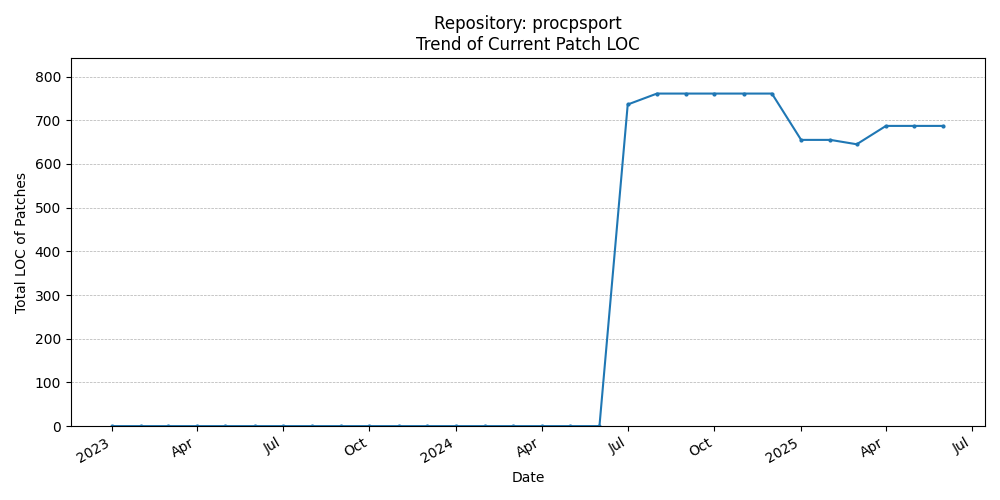 Repository: procpsport
Trend of Current Patch LOC
Total LOC of Patches
800
700
600
500
400
300
200
100
0
2023
Apr
Jul
Oct
2024
Apr
Jul
Oct
2025
Apr
Jul
Date